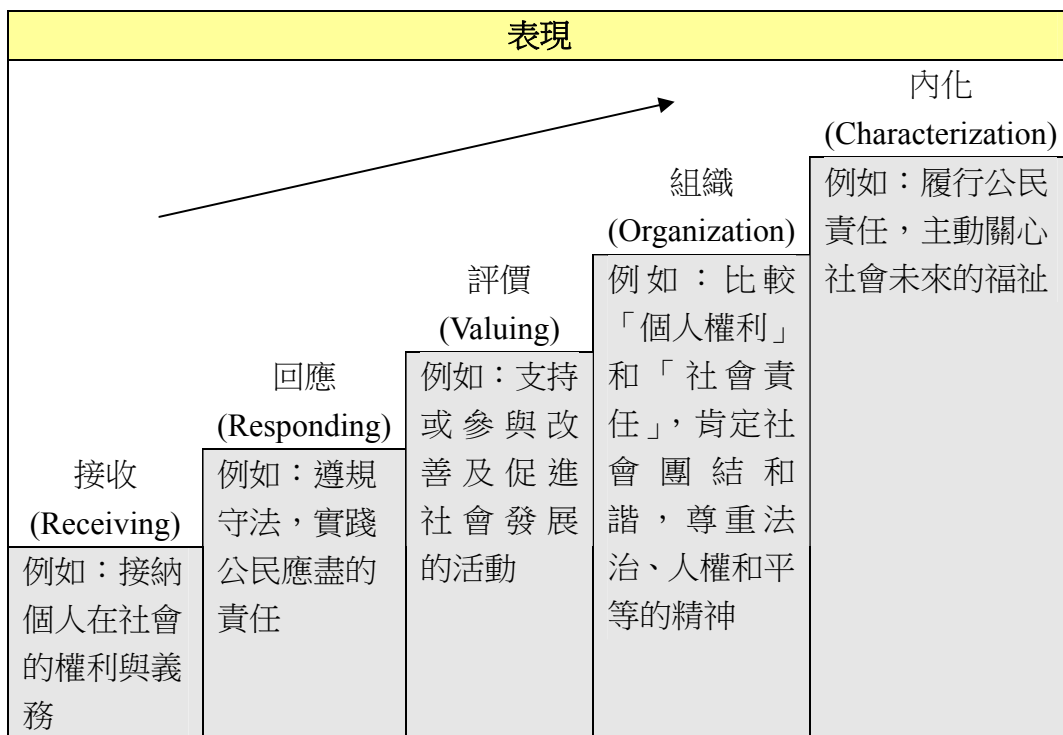 表現
內化
(Characterization)
例如：履行公民
責任，主動關心
社會未來的福祉
組織
(Organization)
例如：比較
「個人權利」
和「社會責
任」，肯定社
會團結和
諧，尊重法
治、人權和平
等的精神
評價
(Valuing)
例如：支持
或參與改
善及促進
社會發展
的活動
回應
(Responding)
例如：遵規
守法，實踐
公民應盡的
責任
接收
(Receiving)
例如：接納
個人在社會
的權利與義
務